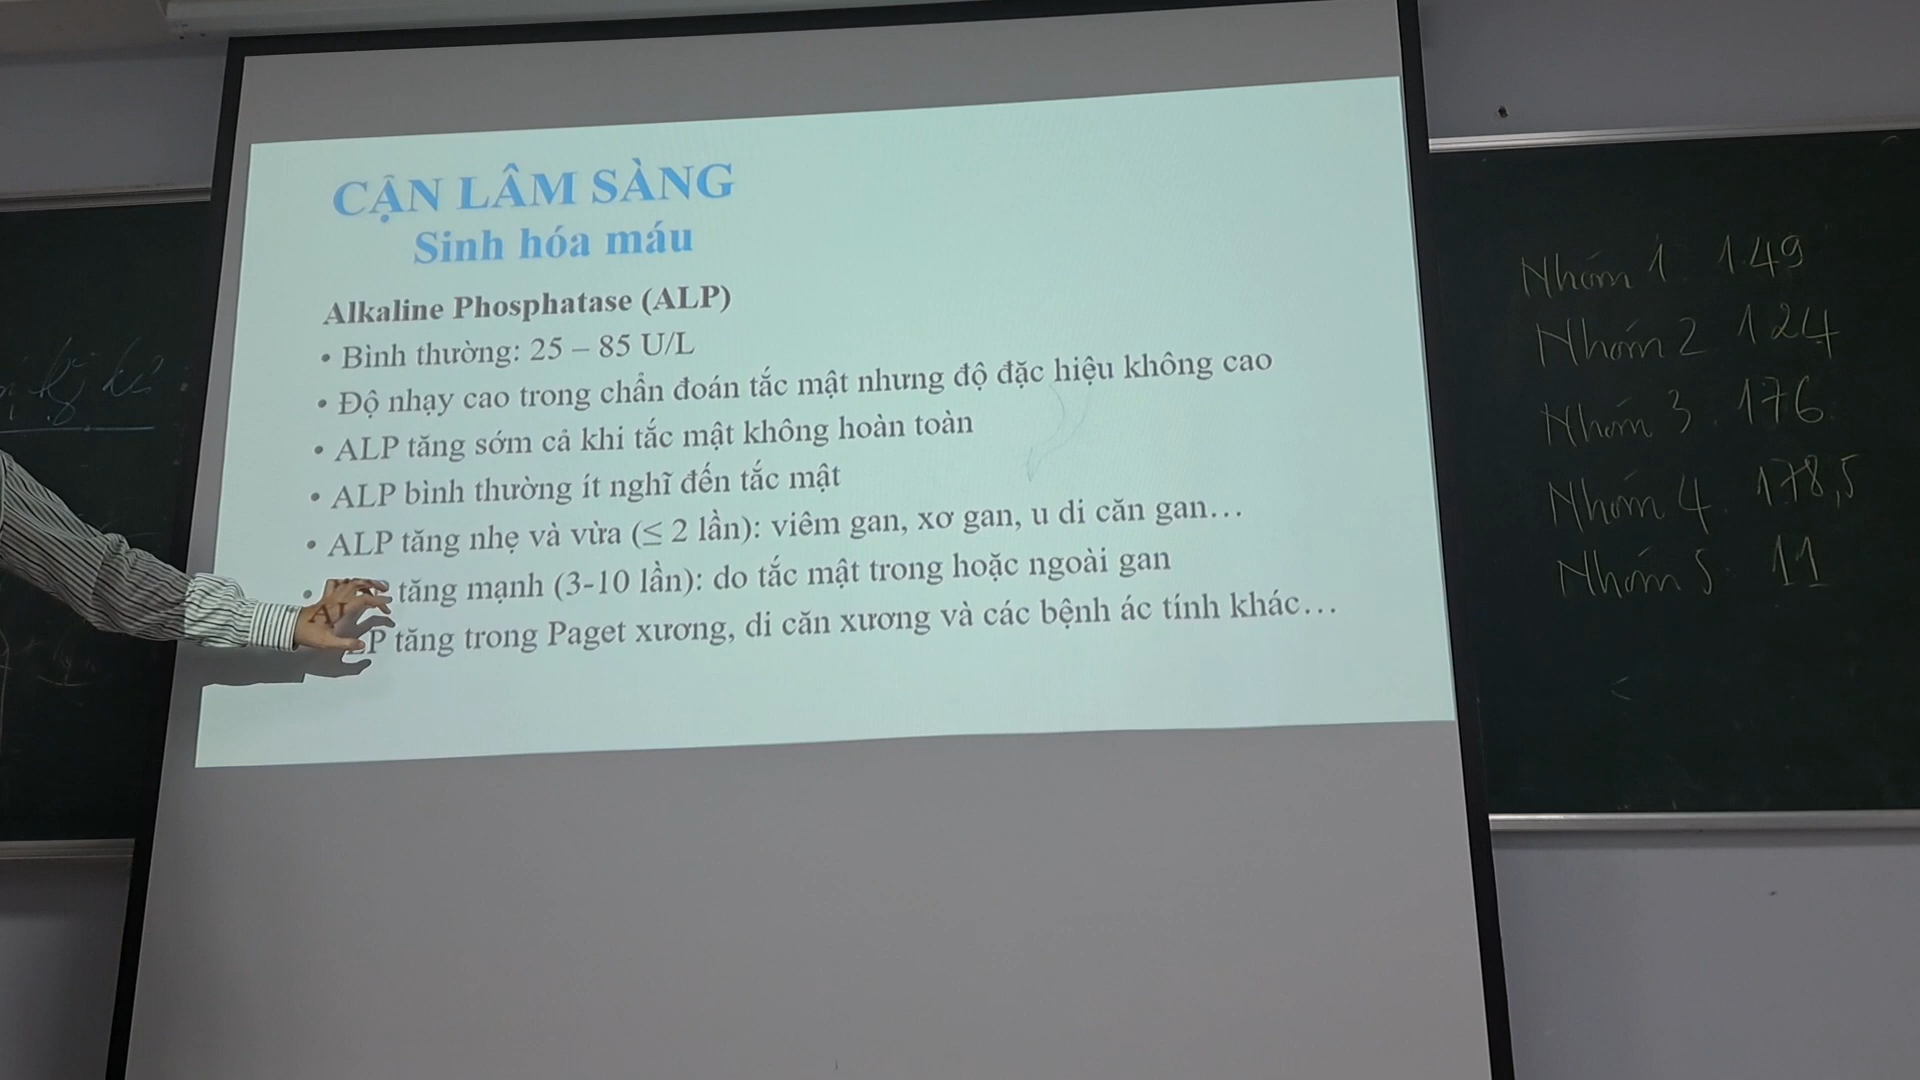 CẬN LÂM SÀNG
Sinh hóa máu
Alkaline Phosphatase (ALP)
• Bình thường: 25 – 85 U/L
• Độ nhạy cao trong chẩn đoán tắc mật nhưng độ đặc hiệu không cao
• ALP tăng sớm cả khi tắc mật không hoàn toàn
• ALP bình thường ít nghĩ đến tắc mật
• ALP tăng nhẹ và vừa (≤ 2 lần): viêm gan, xơ gan, u di căn gan…
• tăng mạnh (3-10 lần): do tắc mật trong hoặc ngoài gan
LP tăng trong Paget xương, di căn xương và các bệnh ác tính khác…
Nhóm 1 149
Nhóm 2 124
Nhóm 3. 176
Nhóm 4. 178,5
Nhóm 5. 11